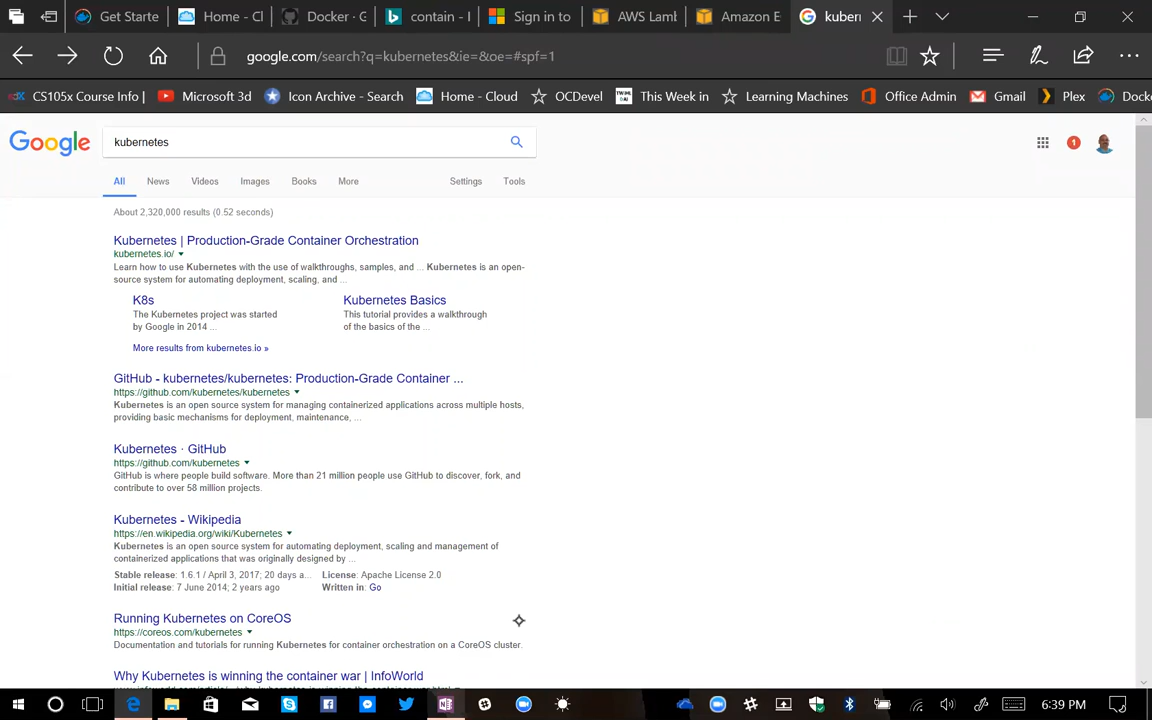 Get Starte
Home - Cl
Docker · G
contain - I
Sign in to
AWS Laml
Amazon E
kuber
google.com/search?q=kubernetes&ie=&oe=#spf=1
CS105x Course Info |
Microsoft 3d
Icon Archive - Search
Home - Cloud
OCDevel
This Week in
Learning Machines
Office Admin
Gmail
Plex
Docke
Google
kubernetes
1
All News Videos Images Books More Settings Tools
About 2,320,000 results (0.52 seconds)
Kubernetes | Production-Grade Container Orchestration
kubernetes.io/
Learn how to use Kubernetes with the use of walkthroughs, samples, and ... Kubernetes is an open-
source system for automating deployment, scaling, and ...
K8s
The Kubernetes project was started
by Google in 2014 ...
Kubernetes Basics
This tutorial provides a walkthrough
of the basics of the ...
More results from kubernetes.io »
GitHub - kubernetes/kubernetes: Production-Grade Container ...
https://github.com/kubernetes/kubernetes
Kubernetes is an open source system for managing containerized applications across multiple hosts,
providing basic mechanisms for deployment, maintenance, ...
Kubernetes · GitHub
https://github.com/kubernetes
GitHub is where people build software. More than 21 million people use GitHub to discover, fork, and
contribute to over 58 million projects.
Kubernetes - Wikipedia
https://en.wikipedia.org/wiki/Kubernetes
Kubernetes is an open source system for automating deployment, scaling and management of
containerized applications that was originally designed by ...
Stable release: 1.6.1 / April 3, 2017; 20 days a... License: Apache License 2.0
Initial release: 7 June 2014; 2 years ago Written in: Go
Running Kubernetes on CoreOS
https://coreos.com/kubernetes
Documentation and tutorials for running Kubernetes for container orchestration on a CoreOS cluster.
Why Kubernetes is winning the container war | InfoWorld
6:39 PM